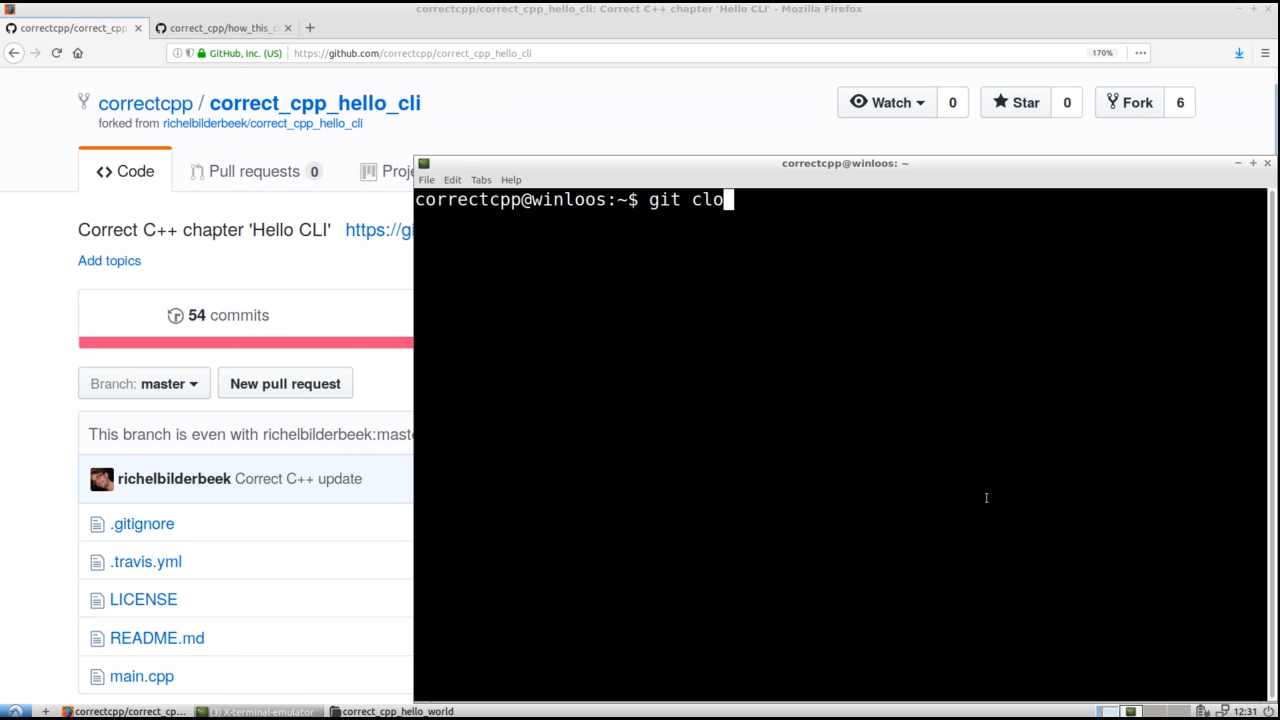 correctcpp/correct_cpp_hello_cli: Correct C++ chapter 'Hello CLI' - Mozilla Firefox
correctcpp/correct_cpp_ correct_cpp/how_this_c
GitHub, Inc. (US) https://github.com/correctcpp/correct_cpp_hello_cli 170%
correctcpp / correct_cpp_hello_cli Watch 0 Star 0 Fork 6
forked from richelbilderbeek/correct_cpp_hello_cli
Code Pull requests 0 Proje
correctcpp@winloos: ~
File Edit Tabs Help
correctcpp@winloos:~$ git clo
Correct C++ chapter 'Hello CLI' https://gi
Add topics
54 commits
Branch: master New pull request
This branch is even with richelbilderbeek:maste
richelbilderbeek Correct C++ update
.gitignore
.travis.yml
LICENSE
README.md
main.cpp
correctcpp/correct_cp... (3) X-terminal-emulator correct_cpp_hello_world 12:31